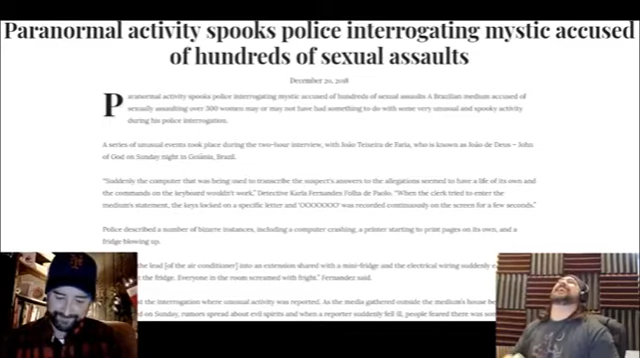 Paranormal activity spooks police interrogating mystic accused
of hundreds of sexual assaults
December 20, 2018
Paranormal activity spooks police interrogating mystic accused of hundreds of sexual assaults A Brazilian medium accused of
sexually assaulting over 300 women may or may not have had something to do with some very unusual and spooky activity
during his police interrogation.
A series of unusual events took place during the two-hour interview, with João Teixeira de Faria, who is known as João de Deus – John
of God on Sunday night in Goiânia, Brazil.
"Suddenly the computer that was being used to transcribe the suspect's answers to the allegations seemed to have a life of its own and
the commands on the keyboard wouldn't work," Detective Karla Fernandes Folha de Paolo. "When the clerk tried to enter the
medium's statement, the keys locked on a specific letter and was recorded continuously on the screen for a few seconds."
Police described a number of bizarre instances, including a computer crashing, a printer starting to print pages on its own, and a
fridge blowing up.
the lead [of the air conditioner] into an extension shared with a mini-fridge and the electrical wiring suddenly
the fridge. Everyone in the room screamed with fright." Fernandes said.
the interrogation where unusual activity was reported. As the media gathered outside the medium's house
on Sunday, rumors spread about evil spirits and when a reporter suddenly fell ill, people feared there was